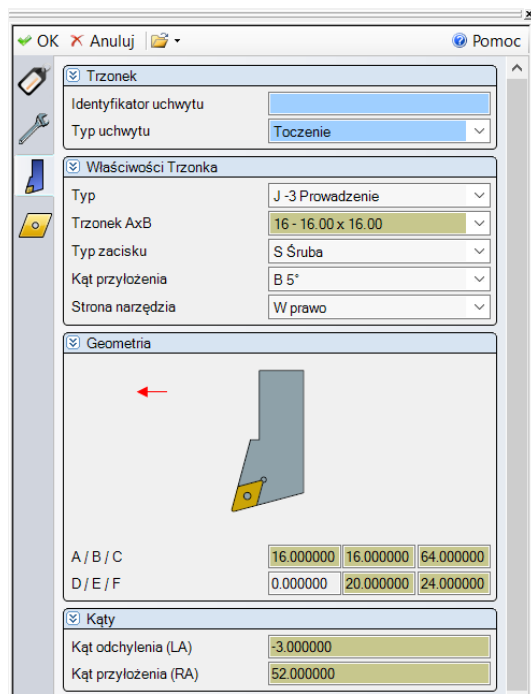 OK Anuluj Pomoc
Trzonek
Identyfikator uchwytu
Typ uchwytu Toczenie
Właściwości Trzonka
Typ J -3 Prowadzenie
Trzonek AxB 16 - 16.00 x 16.00
Typ zacisku S Śruba
Kąt przyłożenia B 5°
Strona narzędzia W prawo
Geometria
A / B / C 16.000000 16.000000 64.000000
D / E / F 0.000000 20.000000 24.000000
Kąty
Kąt odchylenia (LA) -3.000000
Kąt przyłożenia (RA) 52.000000